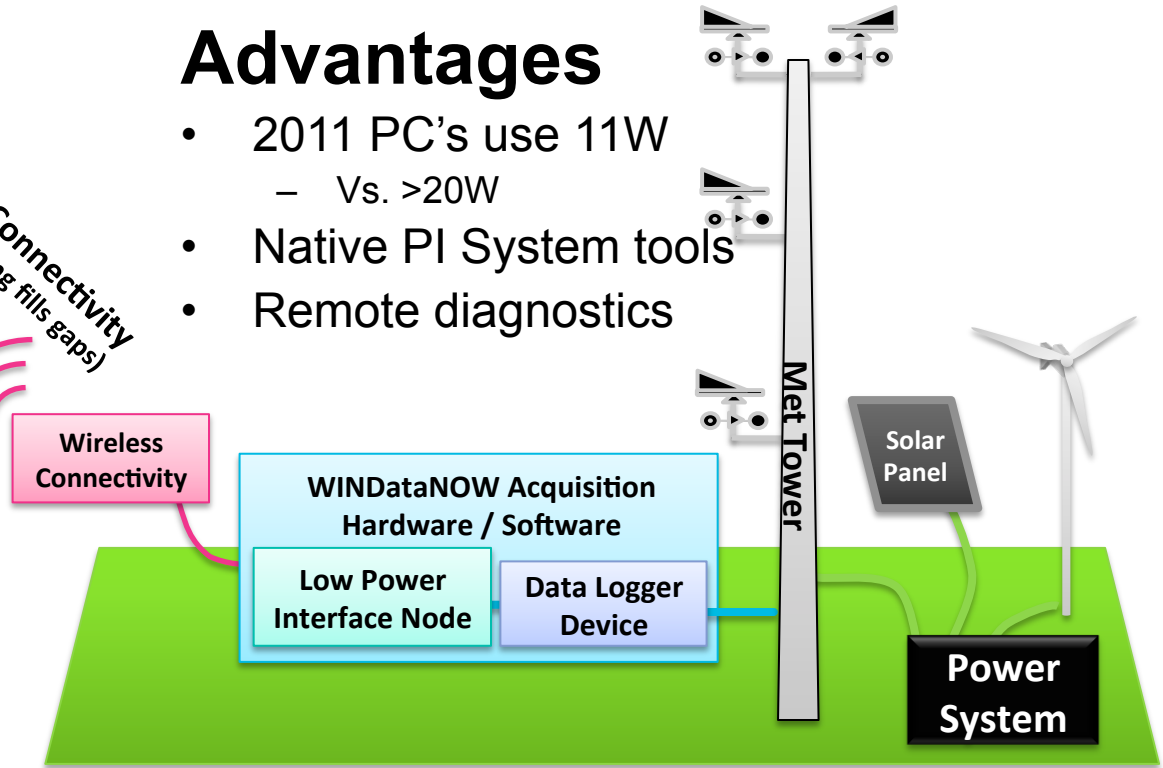 Advantages
• 2011 PC's use 11W
– Vs. >20W
• Native PI System tools
• Remote diagnostics
Connectivity
fills gaps)
Wireless
Connectivity
WINDataNOW Acquisition
Hardware / Software
Low Power
Interface Node
Data Logger
Device
Met Tower
Solar
Panel
Power
System